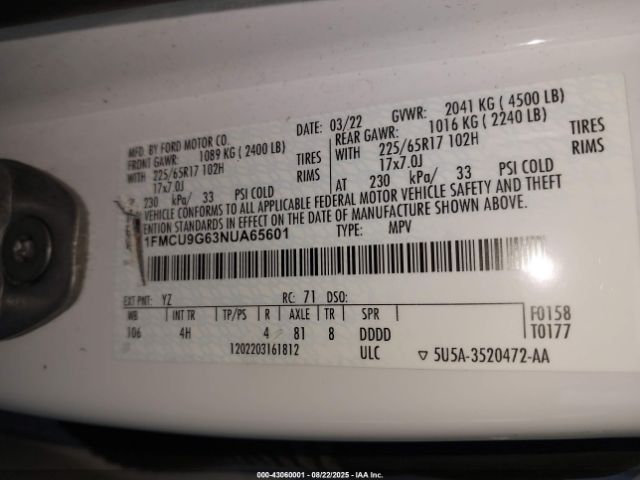 MFD. BY FORD MOTOR CO.
DATE: 03/22
GVWR: 2041 KG ( 4500 LB)
FRONT GAWR: 1089 KG ( 2400 LB)
REAR GAWR: 1016 KG ( 2240 LB)
WITH 225/65R17 102H TIRES
WITH 225/65R17 102H TIRES
17x7.0J RIMS
17x7.0J RIMS
230 kPa/ 33 PSI COLD
AT 230 kPa/ 33 PSI COLD
VEHICLE CONFORMS TO ALL APPLICABLE FEDERAL MOTOR VEHICLE SAFETY AND THEFT
ENTION STANDARDS IN EFFECT ON THE DATE OF MANUFACTURE SHOWN ABOVE.
1FMCU9G63NUA65601
TYPE: MPV
EXT PNT: YZ RC: 71 DSO:
WB INT TR TP/PS R AXLE TR SPR
106 4H 4 81 8 DDDD
F0158
T0177
1202203161812 ULC ▽ 5U5A-3520472-AA
000-43060001 - 08/22/2025 - IAA Inc.